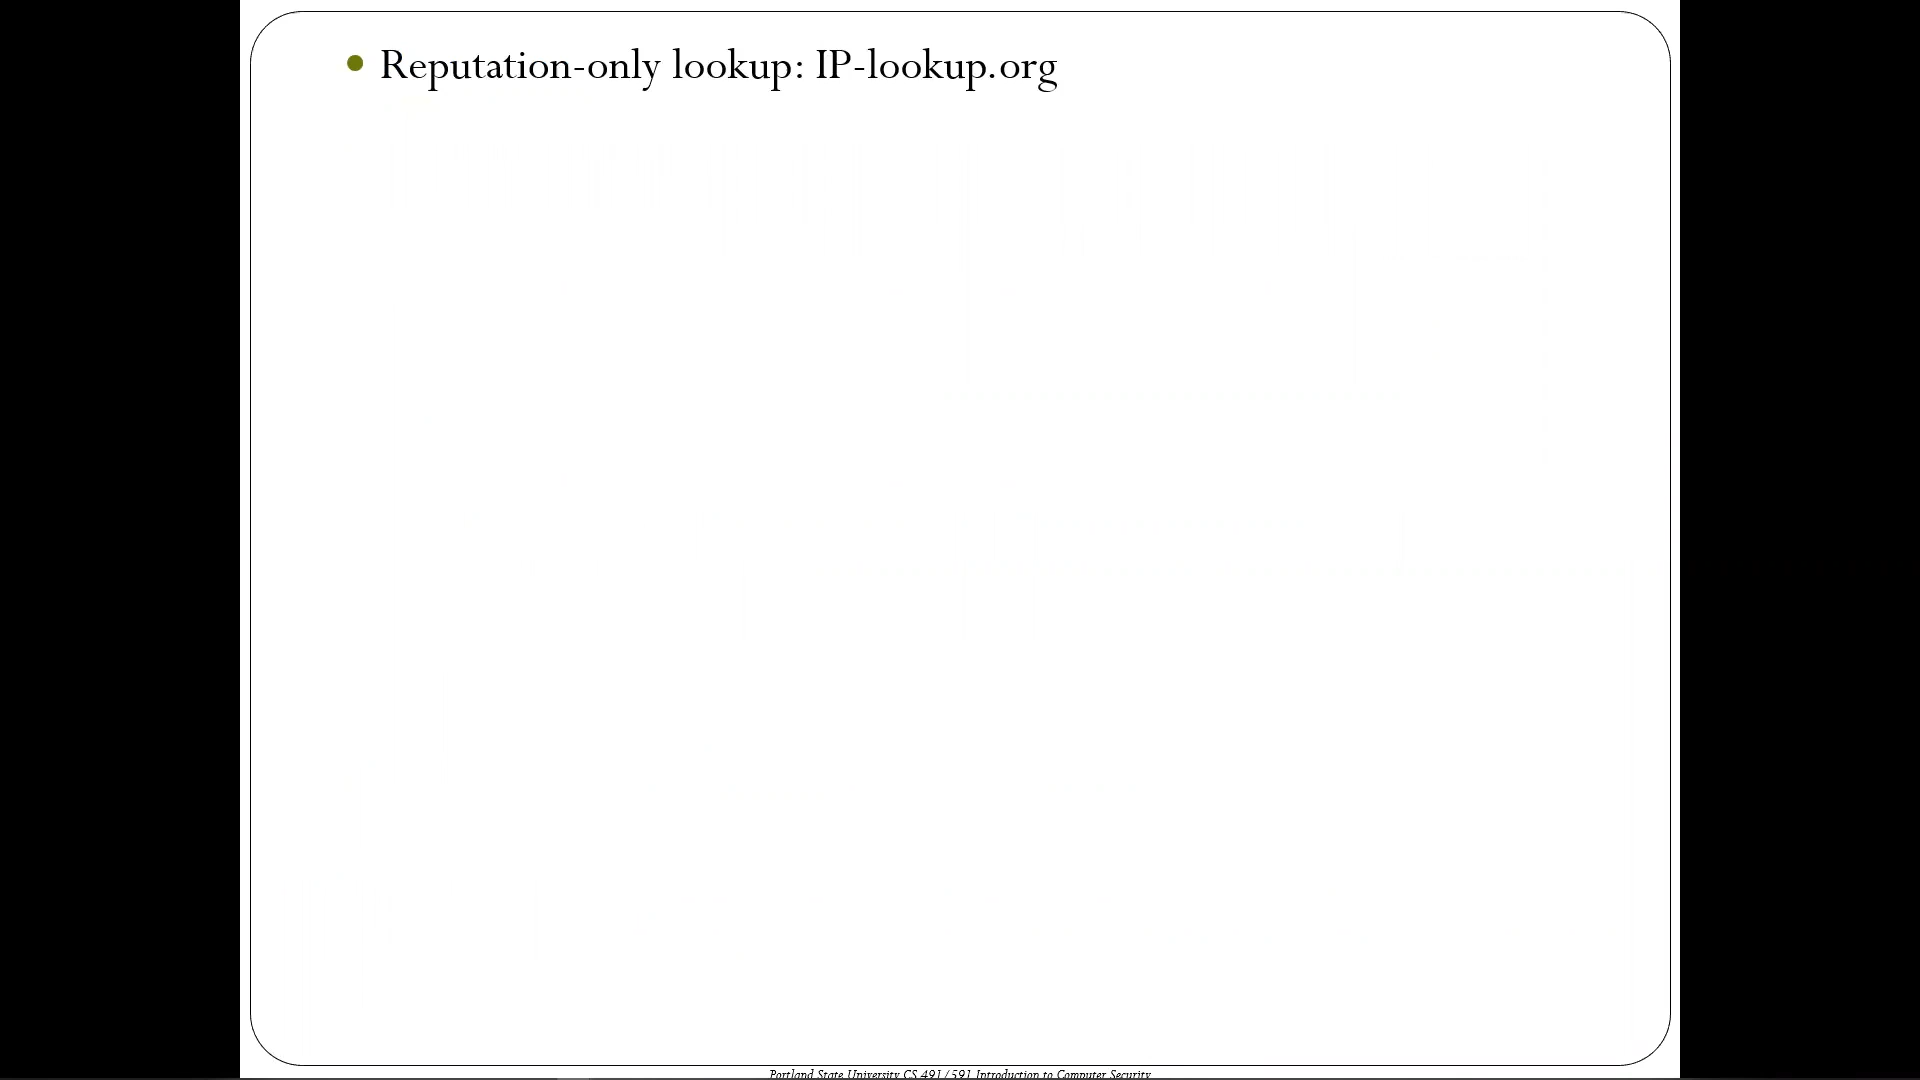 Reputation-only lookup: IP-lookup.org
Portland State University CS 491/591 Introduction to Computer Security